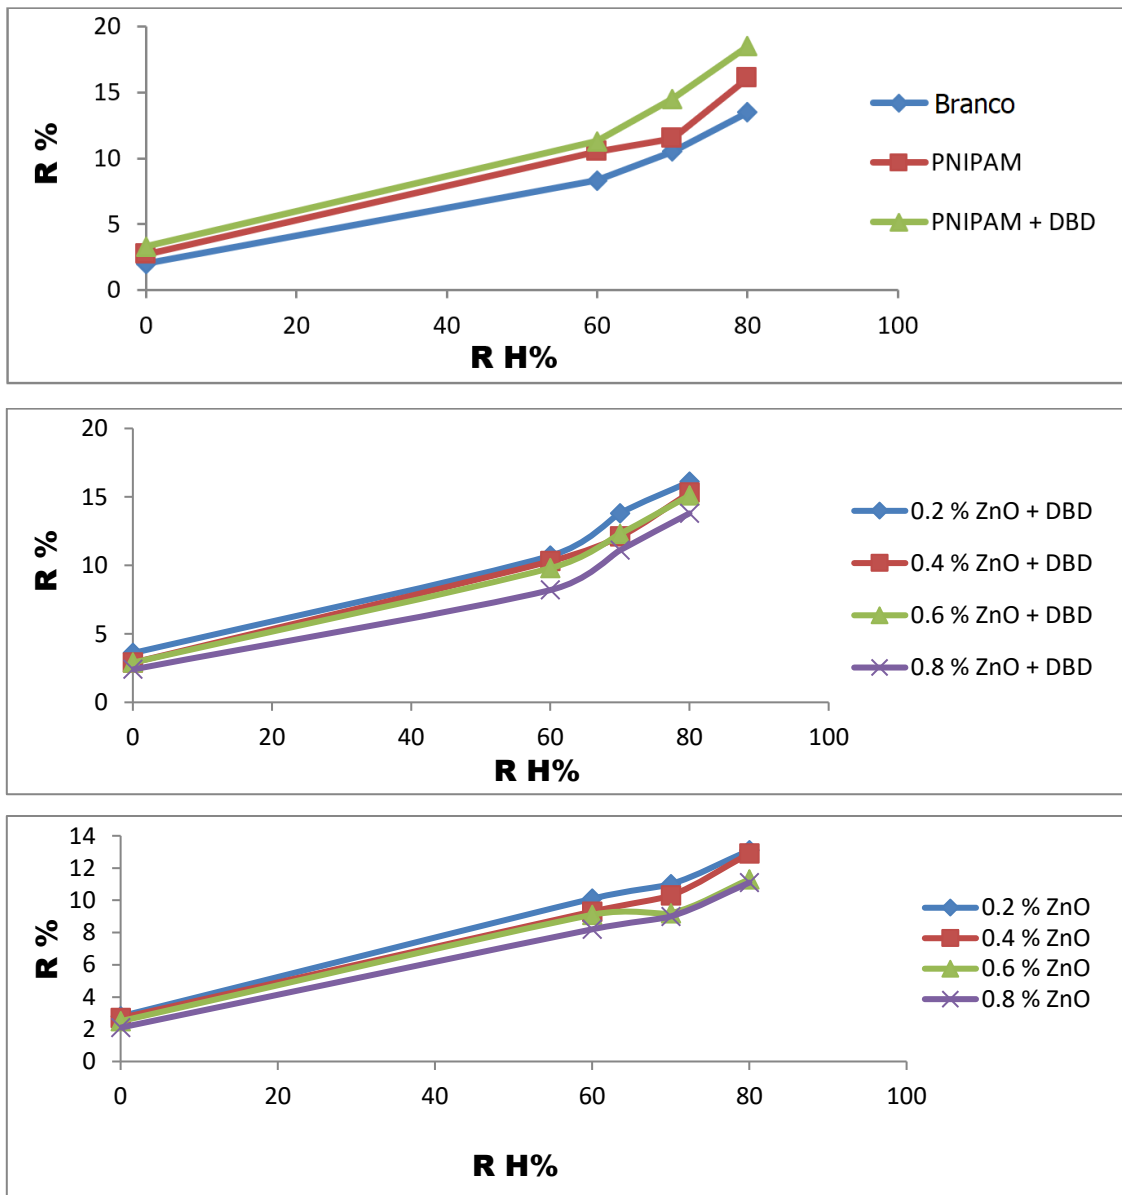 20
15
10
5
0
R %
0 20 40 60 80 100
R H%
Branco
PNIPAM
PNIPAM + DBD
20
15
10
5
0
R %
0 20 40 60 80 100
R H%
0.2 % ZnO + DBD
0.4 % ZnO + DBD
0.6 % ZnO + DBD
0.8 % ZnO + DBD
14
12
10
8
6
4
2
0
R %
0 20 40 60 80 100
R H%
0.2 % ZnO
0.4 % ZnO
0.6 % ZnO
0.8 % ZnO